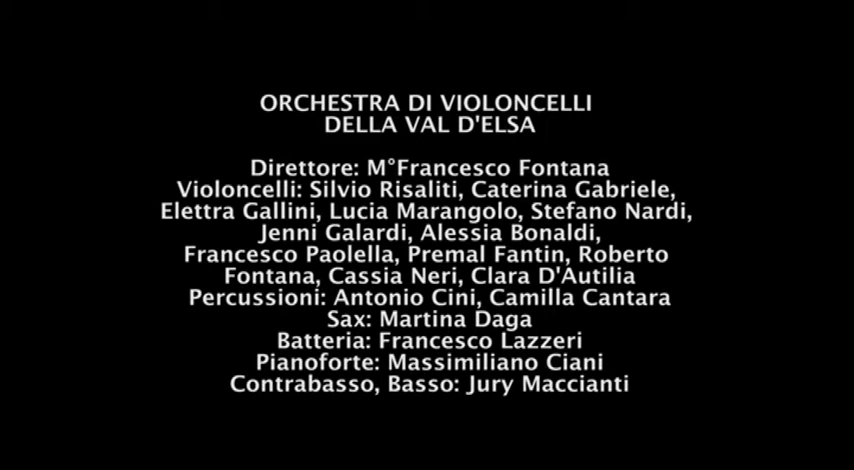 ORCHESTRA DI VIOLONCELLI
DELLA VAL D'ELSA
Direttore: M°Francesco Fontana
Violoncelli: Silvio Risaliti, Caterina Gabriele,
Elettra Gallini, Lucia Marangolo, Stefano Nardi,
Jenni Galardi, Alessia Bonaldi,
Francesco Paolella, Premal Fantin, Roberto
Fontana, Cassia Neri, Clara D'Autilia
Percussioni: Antonio Cini, Camilla Cantara
Sax: Martina Daga
Batteria: Francesco Lazzeri
Pianoforte: Massimiliano Ciani
Contrabasso, Basso: Jury Maccianti